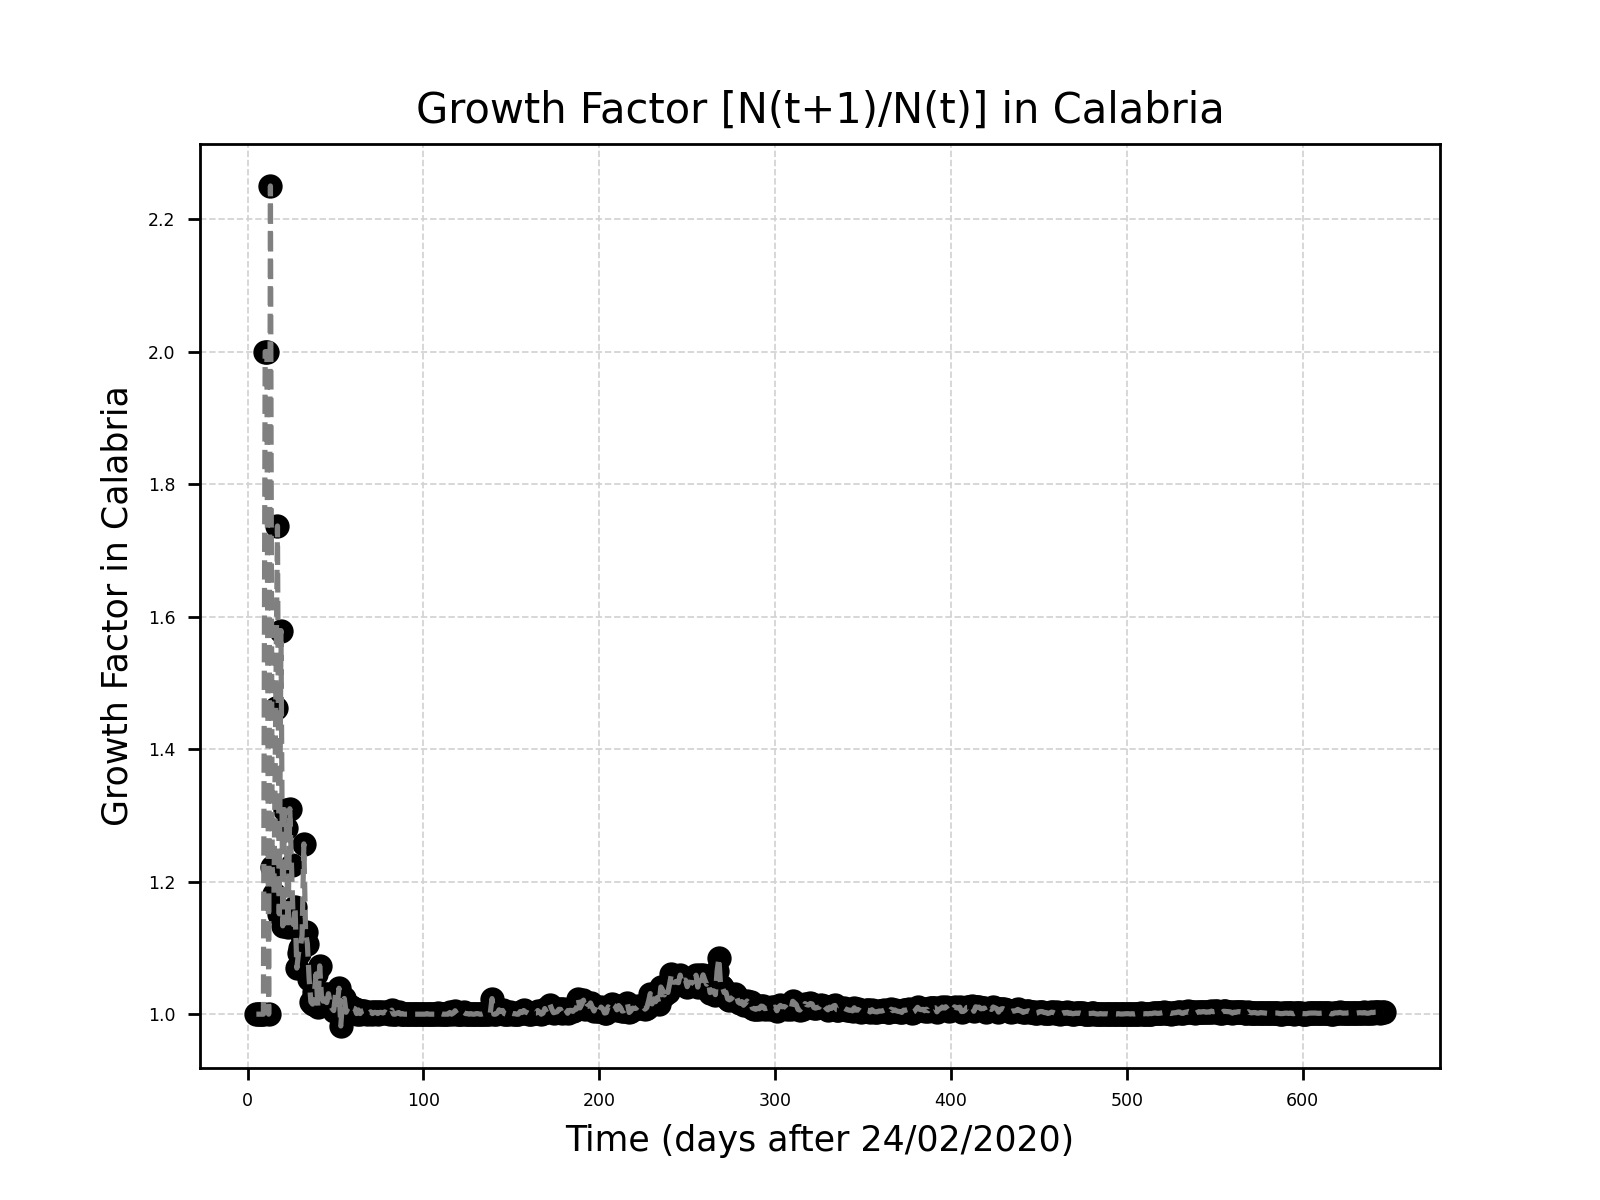 Growth Factor [N(t+1)/N(t)] in Calabria
Growth Factor in Calabria
2.2
2.0
1.8
1.6
1.4
1.2
1.0
0 100 200 300 400 500 600
Time (days after 24/02/2020)